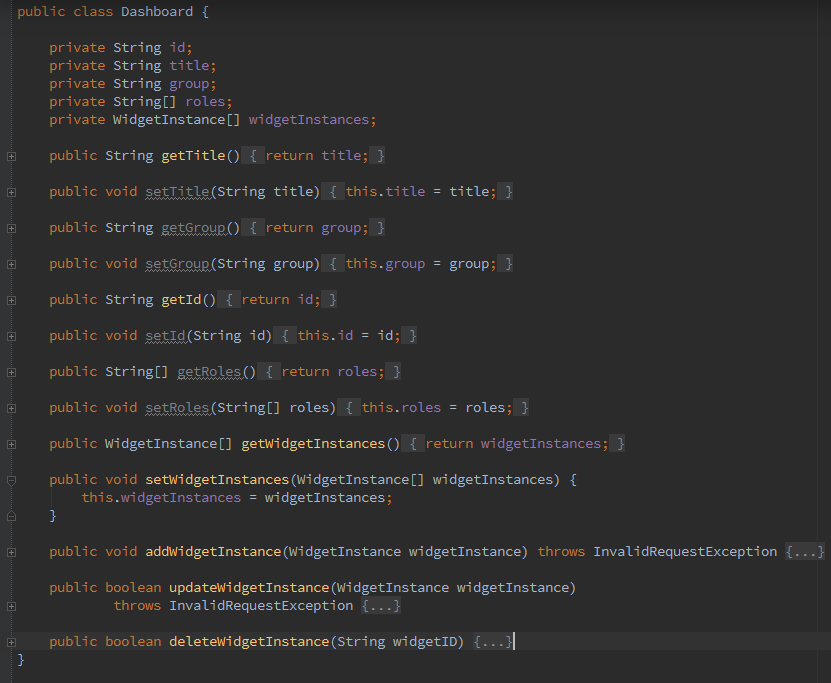 public class Dashboard {
private String id;
private String title;
private String group;
private String[] roles;
private WidgetInstance[] widgetInstances;
public String getTitle() { return title; }
public void setTitle(String title) { this.title = title; }
public String getGroup() { return group; }
public void setGroup(String group) { this.group = group; }
public String getId() { return id; }
public void setId(String id) { this.id = id; }
public String[] getRoles() { return roles; }
public void setRoles(String[] roles) { this.roles = roles; }
public WidgetInstance[] getWidgetInstances() { return widgetInstances; }
public void setWidgetInstances(WidgetInstance[] widgetInstances) {
this.widgetInstances = widgetInstances;
}
public void addWidgetInstance(WidgetInstance widgetInstance) throws InvalidRequestException {...}
public boolean updateWidgetInstance(WidgetInstance widgetInstance)
throws InvalidRequestException {...}
public boolean deleteWidgetInstance(String widgetID) {...}
}